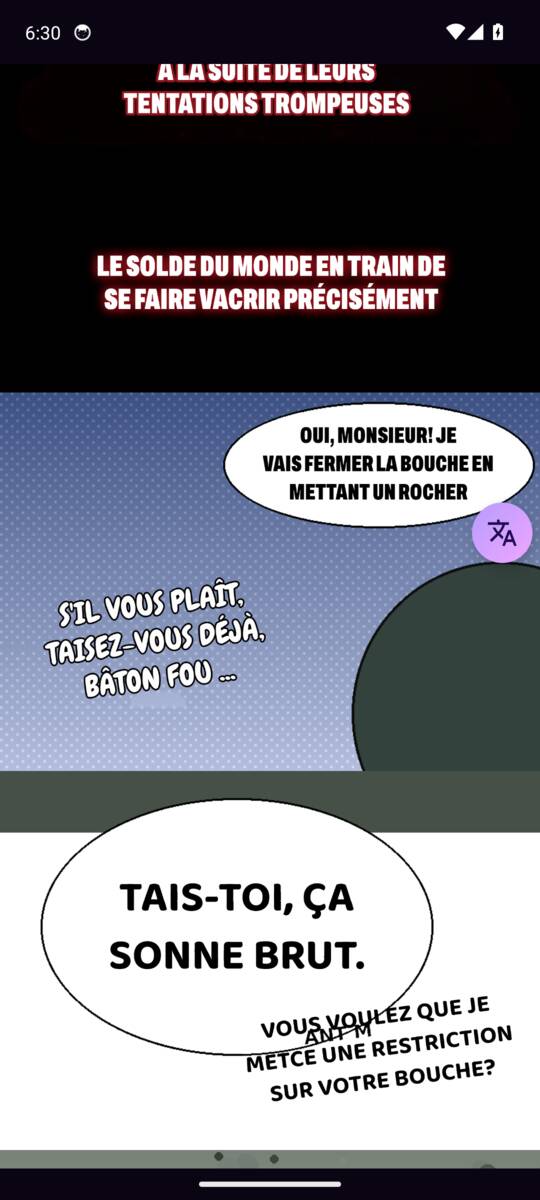 6:30
À LA SUITE DE LEURS
TENTATIONS TROMPEUSES
LE SOLDE DU MONDE EN TRAIN DE
SE FAIRE VACRIR PRÉCISÉMENT
OUI, MONSIEUR! JE
VAIS FERMER LA BOUCHE EN
METTANT UN ROCHER
S'IL VOUS PLAÎT,
TAISEZ-VOUS DÉJÀ,
BÂTON FOU ...
TAIS-TOI, ÇA
SONNE BRUT.
VOUS VOULEZ QUE JE
ANT M
METCE UNE RESTRICTION
SUR VOTRE BOUCHE?